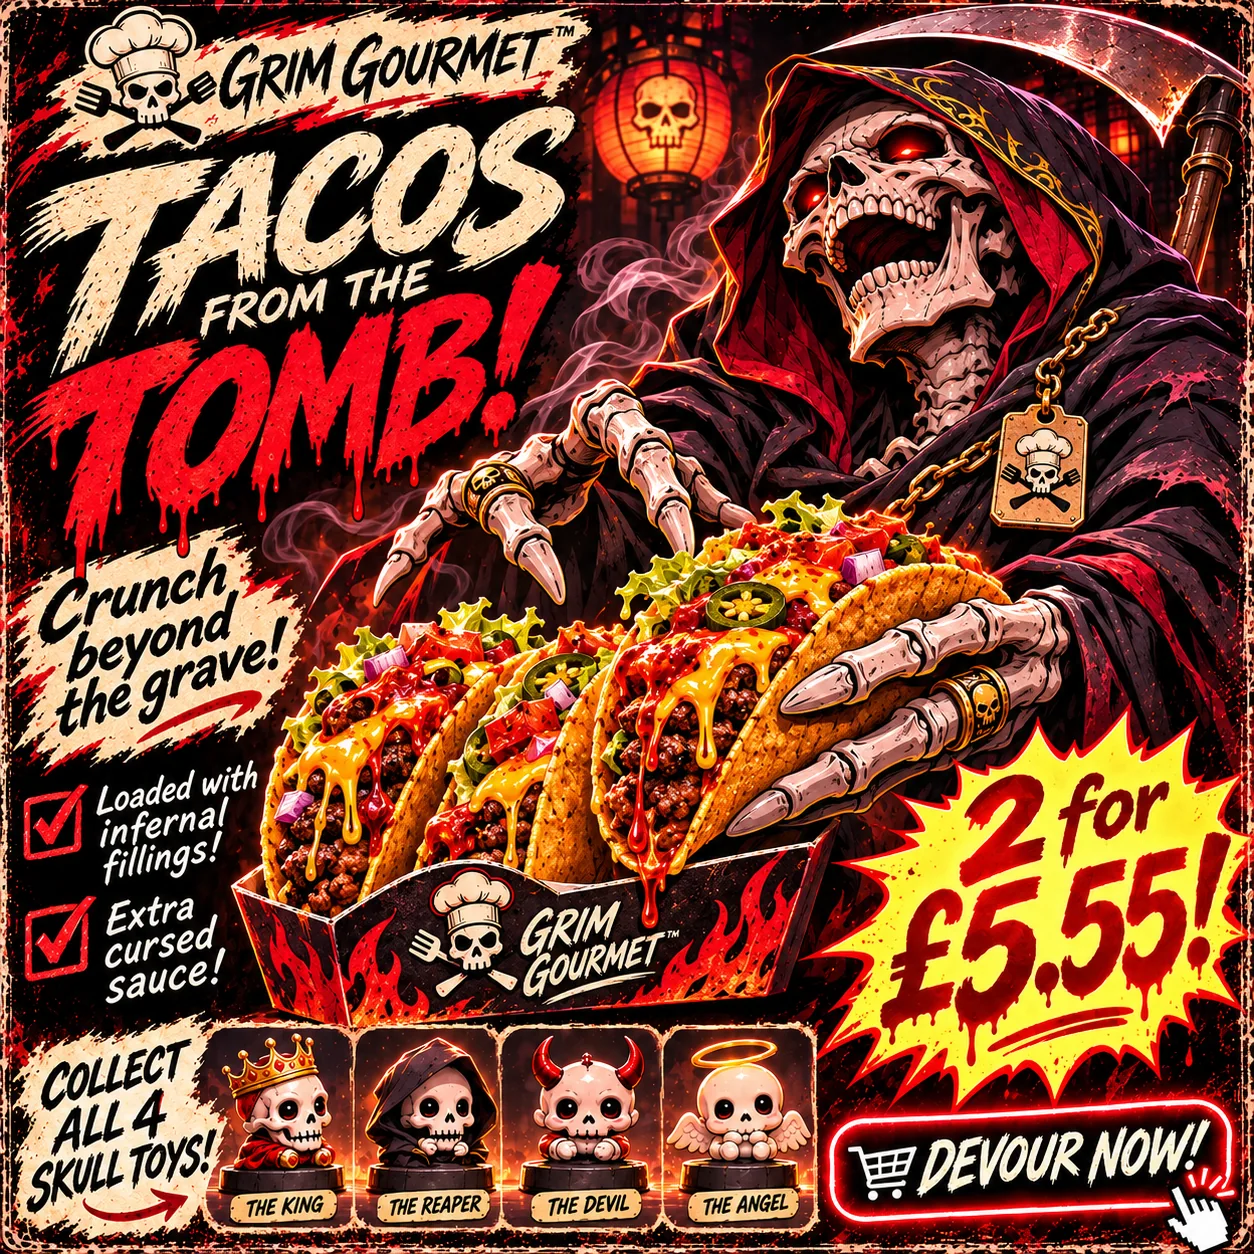 GRIM GOURMET™
TACOS
FROM THE
TOMB!
Crunch
beyond
the grave!
Loaded with
infernal
fillings!
Extra
cursed
sauce!
GRIM
GOURMET™
2 for
£5.55!
COLLECT
ALL 4
SKULL TOYS!
THE KING
THE REAPER
THE DEVIL
THE ANGEL
DEVOUR NOW!